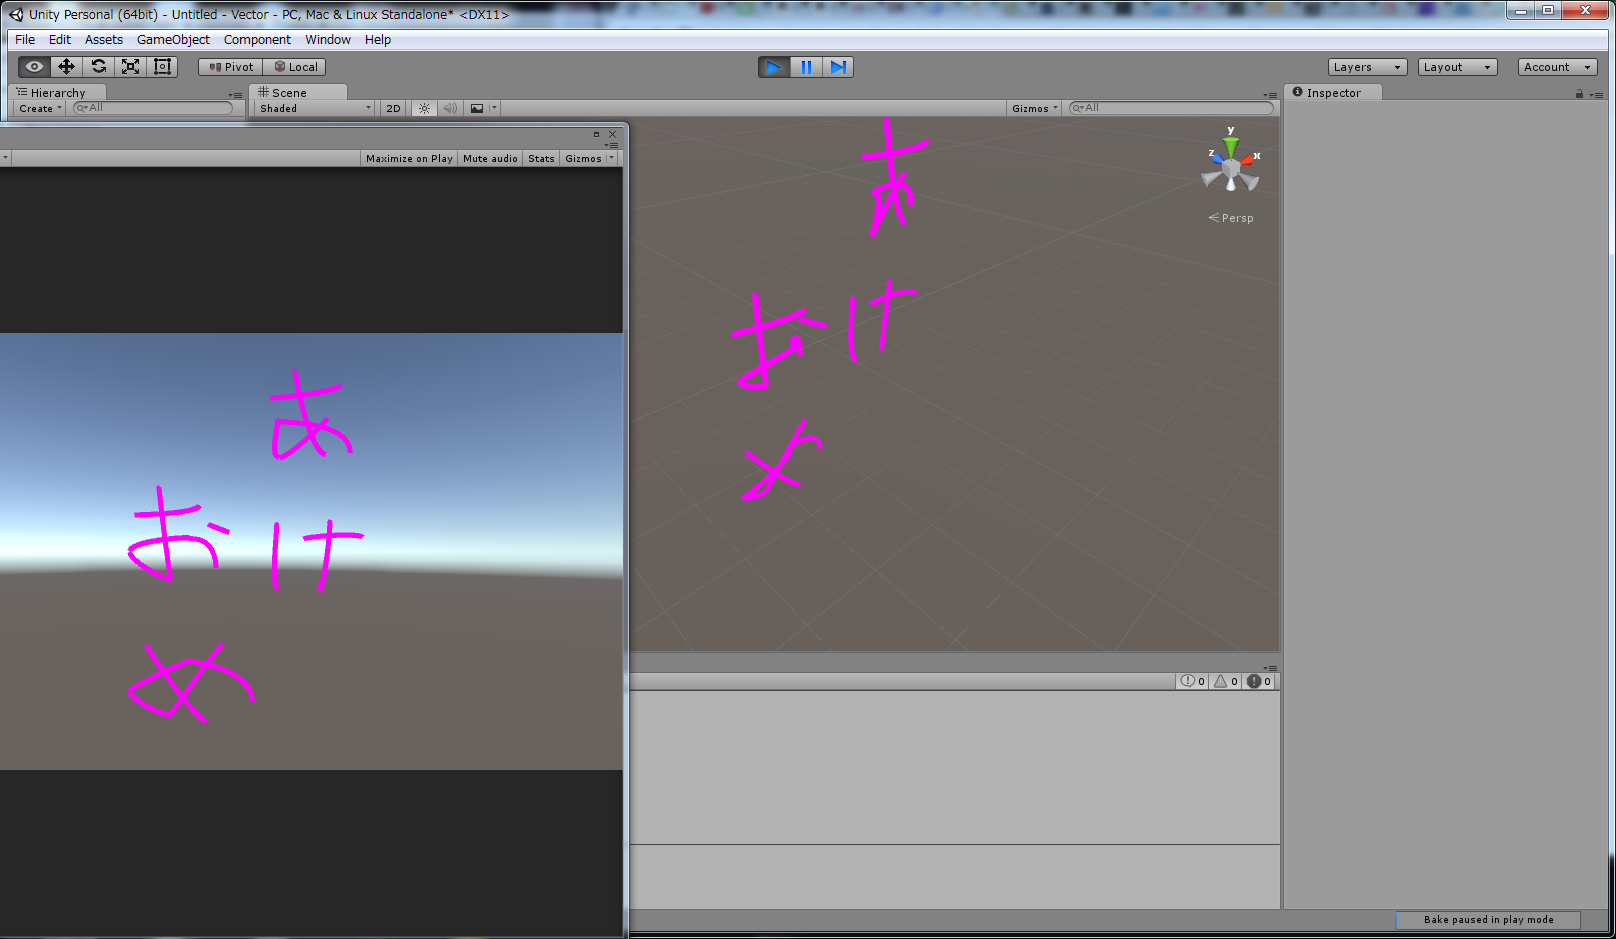 Unity Personal (64bit) - Untitled - Vector - PC, Mac & Linux Standalone* <DX11>
File Edit Assets GameObject Component Window Help
Pivot Local Layers Layout Account
Hierarchy Scene Inspector
Create All Shaded 2D Gizmos All
Maximize on Play Mute audio Stats Gizmos
y
z x
Persp
あ
おけ
め
あ
おけ
め
0 0 0
Bake paused in play mode